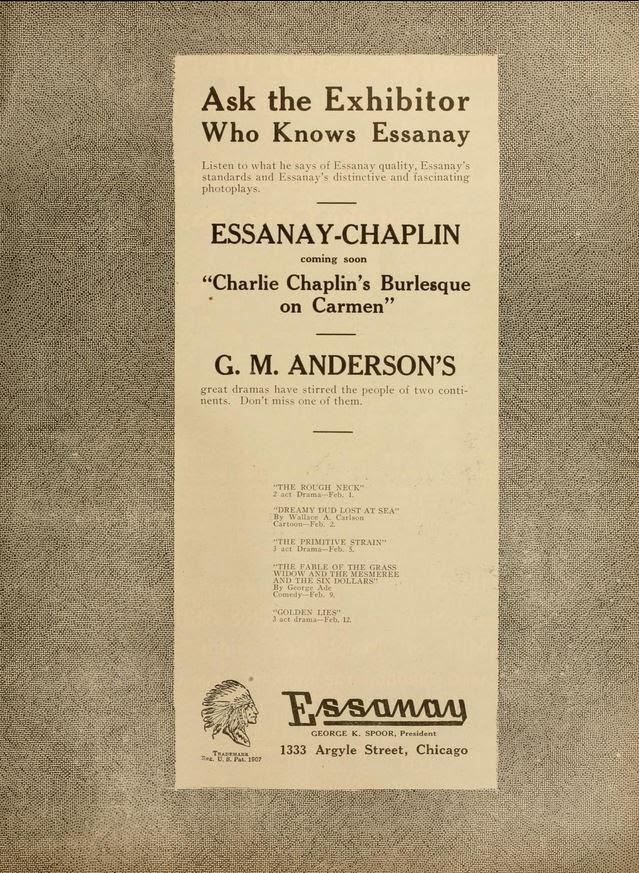 Ask the Exhibitor
Who Knows Essanay
Listen to what he says of Essanay quality, Essanay's
standards and Essanay's distinctive and fascinating
photoplays.
ESSANAY-CHAPLIN
coming soon
"Charlie Chaplin's Burlesque
on Carmen"
G. M. ANDERSON'S
great dramas have stirred the people of two conti-
nents. Don't miss one of them.
"THE ROUGH NECK"
2 act Drama—Feb. 1.
"DREAMY DUD LOST AT SEA"
By Wallace A. Carlson
Cartoon—Feb. 2.
"THE PRIMITIVE STRAIN"
3 act Drama—Feb. 5.
"THE FABLE OF THE GRASS
WIDOW AND THE MESMEREE
AND THE SIX DOLLARS"
By George Ade
Comedy—Feb. 9.
"GOLDEN LIES"
3 act drama—Feb. 12.
Essanay
GEORGE K. SPOOR, President
1333 Argyle Street, Chicago
TRADEMARK
Reg. U. S. Pat. 1907